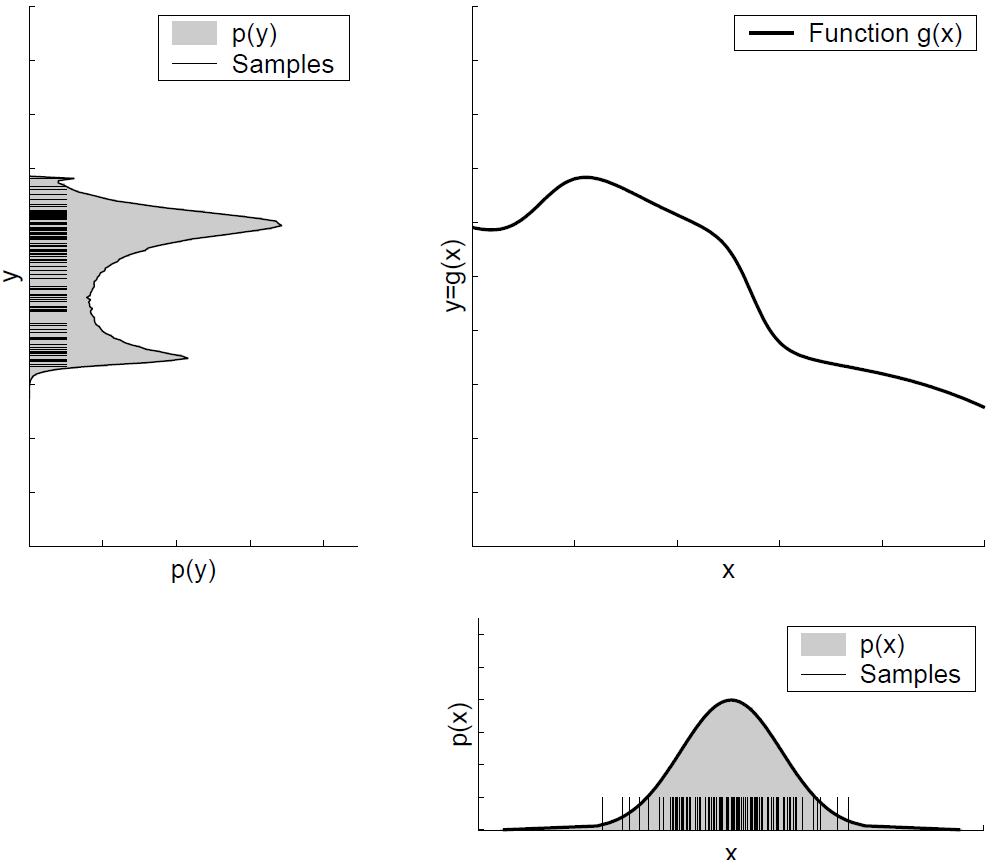 p(y)
Samples
y
p(y)
Function g(x)
y=g(x)
x
p(x)
Samples
p(x)
x